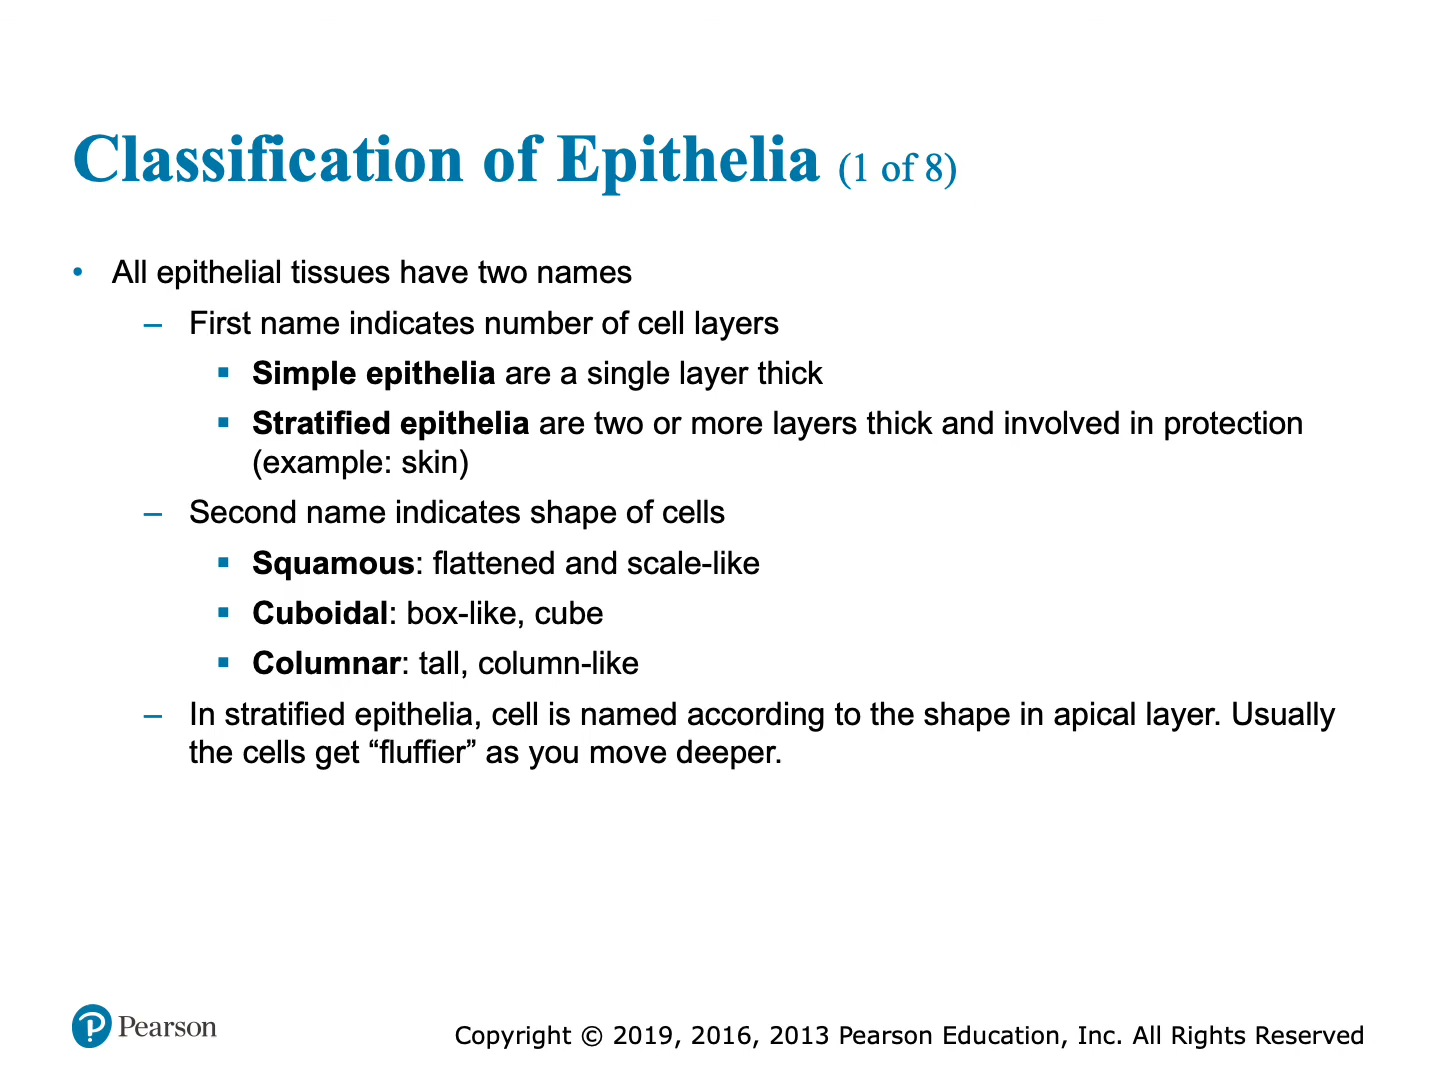 Classification of Epithelia (1 of 8)
• All epithelial tissues have two names
– First name indicates number of cell layers
▪ Simple epithelia are a single layer thick
▪ Stratified epithelia are two or more layers thick and involved in protection
(example: skin)
– Second name indicates shape of cells
▪ Squamous: flattened and scale-like
▪ Cuboidal: box-like, cube
▪ Columnar: tall, column-like
– In stratified epithelia, cell is named according to the shape in apical layer. Usually
the cells get “fluffier” as you move deeper.
Pearson
Copyright © 2019, 2016, 2013 Pearson Education, Inc. All Rights Reserved